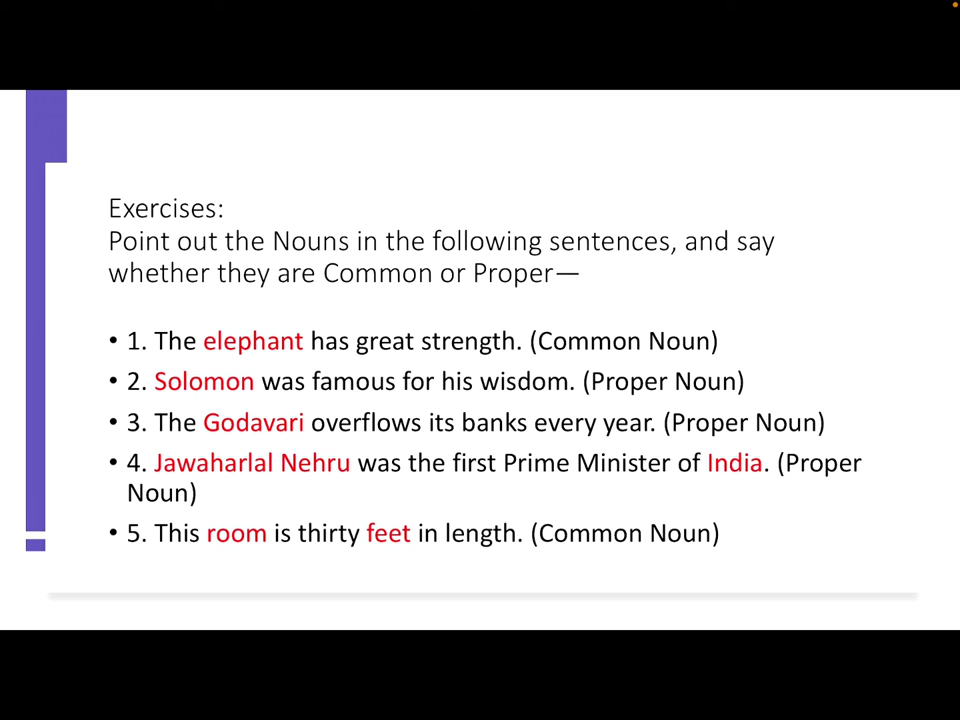 Exercises:
Point out the Nouns in the following sentences, and say
whether they are Common or Proper—
• 1. The elephant has great strength. (Common Noun)
• 2. Solomon was famous for his wisdom. (Proper Noun)
• 3. The Godavari overflows its banks every year. (Proper Noun)
• 4. Jawaharlal Nehru was the first Prime Minister of India. (Proper
Noun)
• 5. This room is thirty feet in length. (Common Noun)